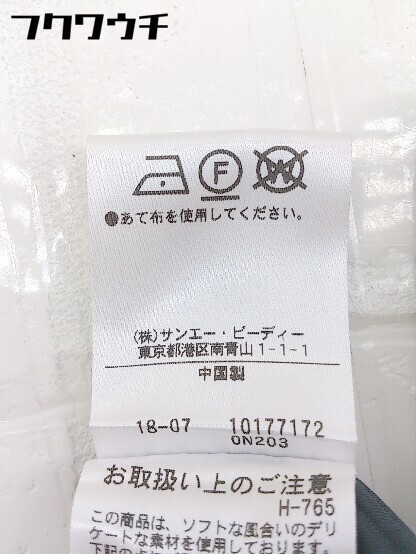 フクワウチ
F W
●あて布を使用してください。
(株)サンエー・ビーディー
東京都港区南青山1-1-1
中国製
18-07 10177172
0N203
お取扱い上のご注意
H-765
この商品は、ソフトな風合いのデリ
ケートな素材を使用しております。